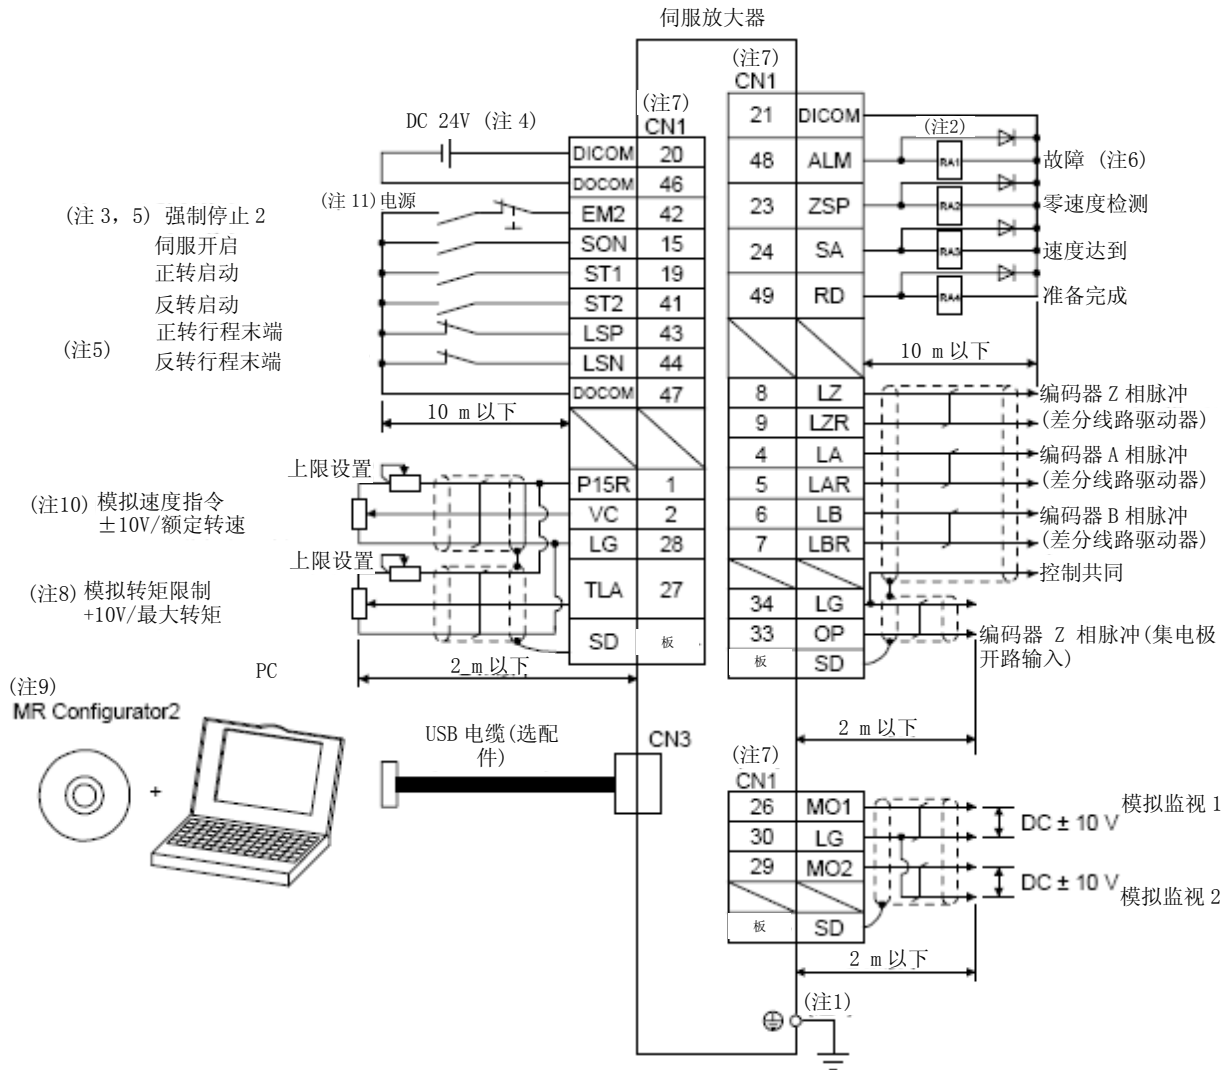 伺服放大器
(注7)
CN1
DC 24V (注 4)
(注7)
CN1
DICOM 20
DOCOM 46
(注 11)电源
(注 3，5) 强制停止 2
EM2 42
伺服开启
SON 15
正转启动
ST1 19
反转启动
ST2 41
正转行程末端
LSP 43
(注5)
反转行程末端
LSN 44
DOCOM 47
10 m 以下
上限设置
P15R 1
(注10) 模拟速度指令
±10V/额定转速
VC 2
LG 28
上限设置
(注8) 模拟转矩限制
+10V/最大转矩
TLA 27
SD 板
2 m 以下
21 DICOM
(注2)
48 ALM
RA1
故障 (注6)
23 ZSP
RA2
零速度检测
24 SA
RA3
速度达到
49 RD
RA4
准备完成
10 m 以下
8 LZ
编码器 Z 相脉冲
9 LZR
(差分线路驱动器)
4 LA
编码器 A 相脉冲
5 LAR
(差分线路驱动器)
6 LB
编码器 B 相脉冲
7 LBR
(差分线路驱动器)
控制共同
34 LG
33 OP
编码器 Z 相脉冲(集电极
开路输入)
板 SD
2 m 以下
PC
(注9)
MR Configurator2
+
USB 电缆(选配
件)
CN3
(注7)
CN1
26 MO1
模拟监视 1
DC ± 10 V
30 LG
29 MO2
DC ± 10 V
模拟监视 2
板 SD
2 m 以下
(注1)